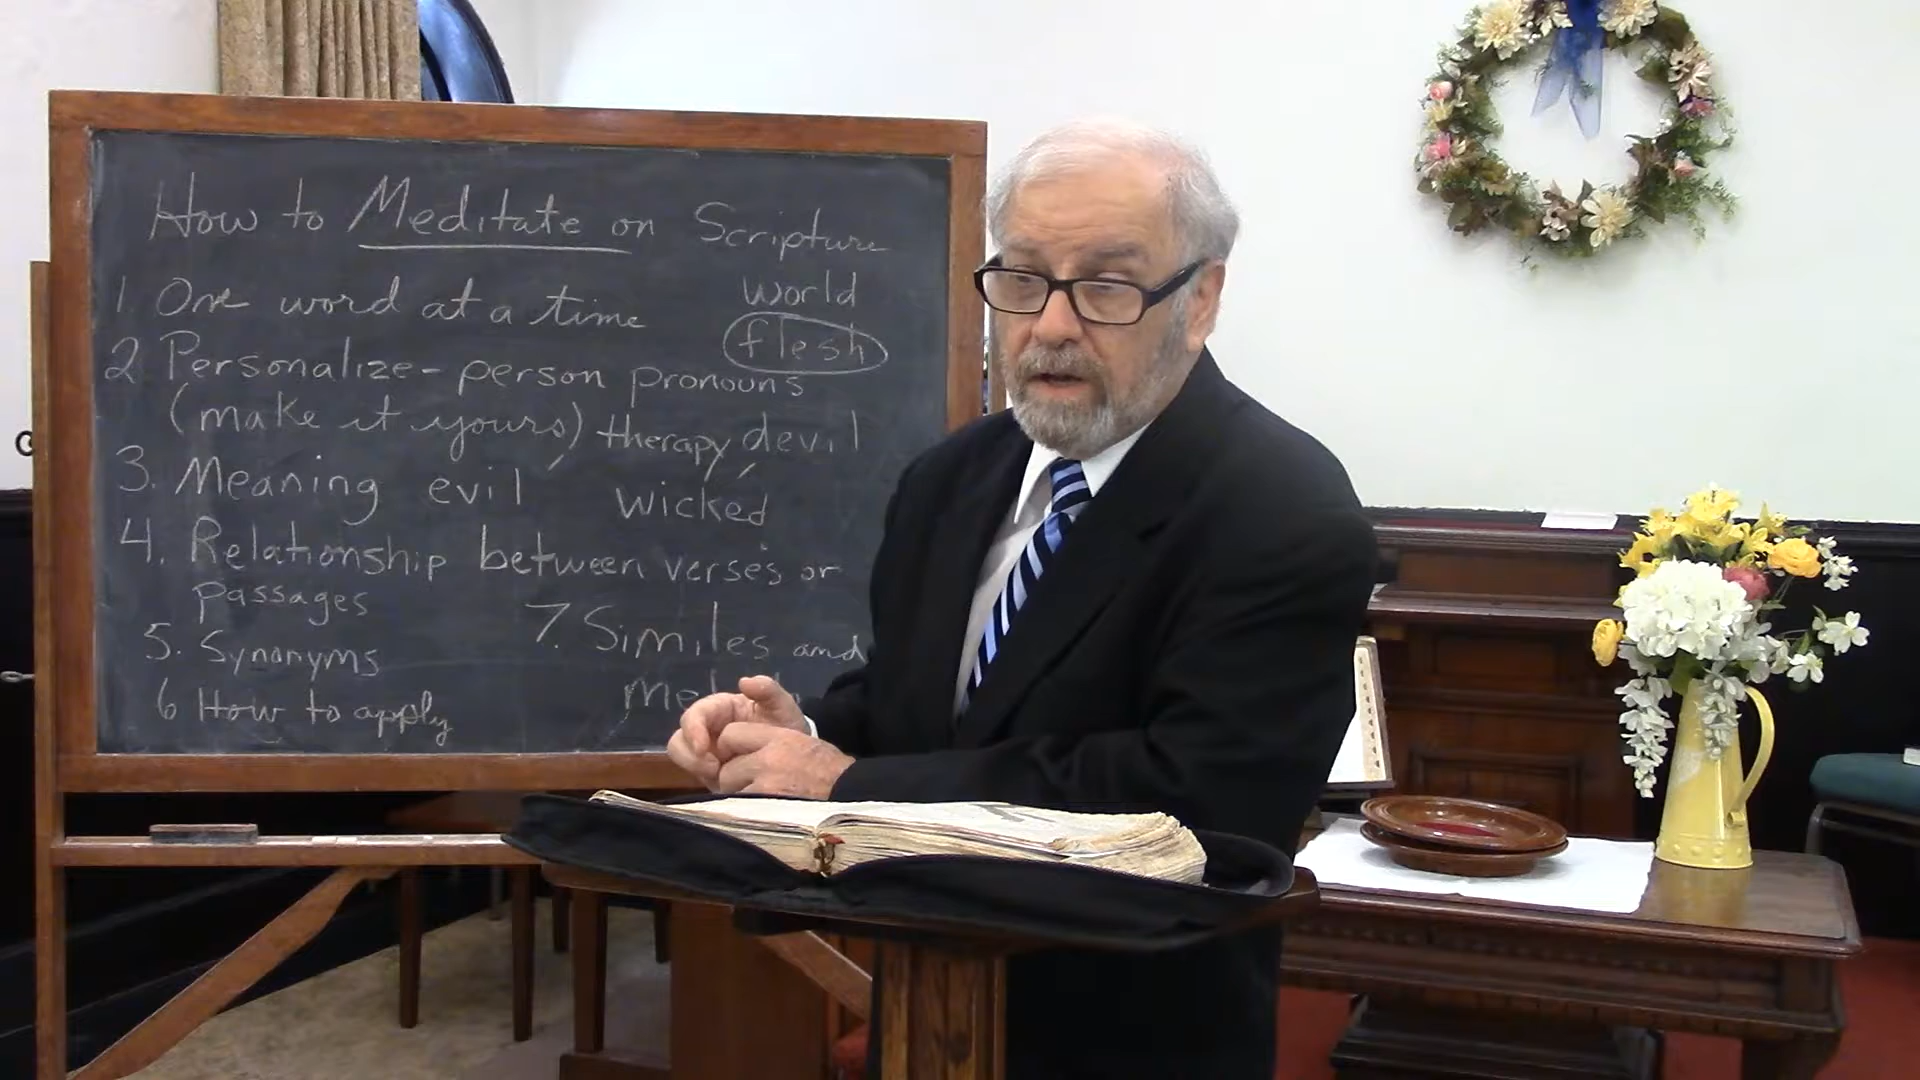 How to Meditate on Scripture
1. One word at a time
world
flesh
2 Personalize - person pronouns
(make it yours) therapy devil
3. Meaning evil wicked
4. Relationship between verses or
passages
5. Synonyms
6 How to apply
7. Similes and